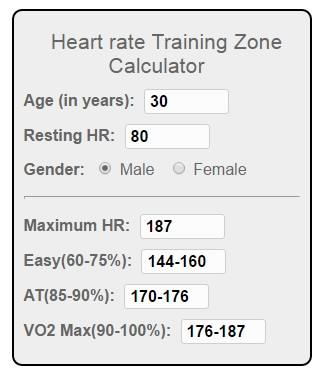 Heart rate Training Zone
Calculator
Age (in years): 30
Resting HR: 80
Gender: Male Female
Maximum HR: 187
Easy(60-75%): 144-160
AT(85-90%): 170-176
VO2 Max(90-100%): 176-187